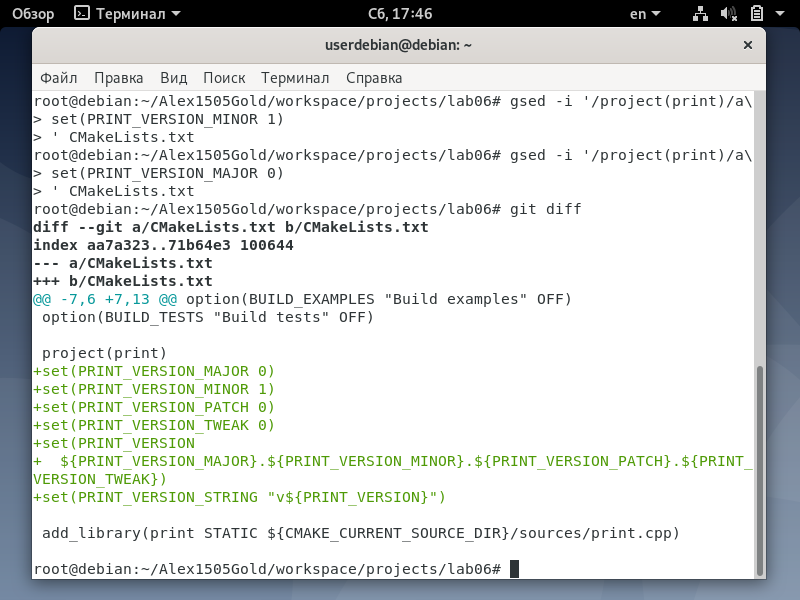 Обзор Терминал Сб, 17:46 en
userdebian@debian: ~ ×
Файл Правка Вид Поиск Терминал Справка
root@debian:~/Alex1505Gold/workspace/projects/lab06# gsed -i '/project(print)/a\
> set(PRINT_VERSION_MINOR 1)
> ' CMakeLists.txt
root@debian:~/Alex1505Gold/workspace/projects/lab06# gsed -i '/project(print)/a\
> set(PRINT_VERSION_MAJOR 0)
> ' CMakeLists.txt
root@debian:~/Alex1505Gold/workspace/projects/lab06# git diff
diff --git a/CMakeLists.txt b/CMakeLists.txt
index aa7a323..71b64e3 100644
--- a/CMakeLists.txt
+++ b/CMakeLists.txt
@@ -7,6 +7,13 @@ option(BUILD_EXAMPLES "Build examples" OFF)
 option(BUILD_TESTS "Build tests" OFF)
 project(print)
+set(PRINT_VERSION_MAJOR 0)
+set(PRINT_VERSION_MINOR 1)
+set(PRINT_VERSION_PATCH 0)
+set(PRINT_VERSION_TWEAK 0)
+set(PRINT_VERSION
+  ${PRINT_VERSION_MAJOR}.${PRINT_VERSION_MINOR}.${PRINT_VERSION_PATCH}.${PRINT_
VERSION_TWEAK})
+set(PRINT_VERSION_STRING "v${PRINT_VERSION}")
 add_library(print STATIC ${CMAKE_CURRENT_SOURCE_DIR}/sources/print.cpp)
root@debian:~/Alex1505Gold/workspace/projects/lab06#